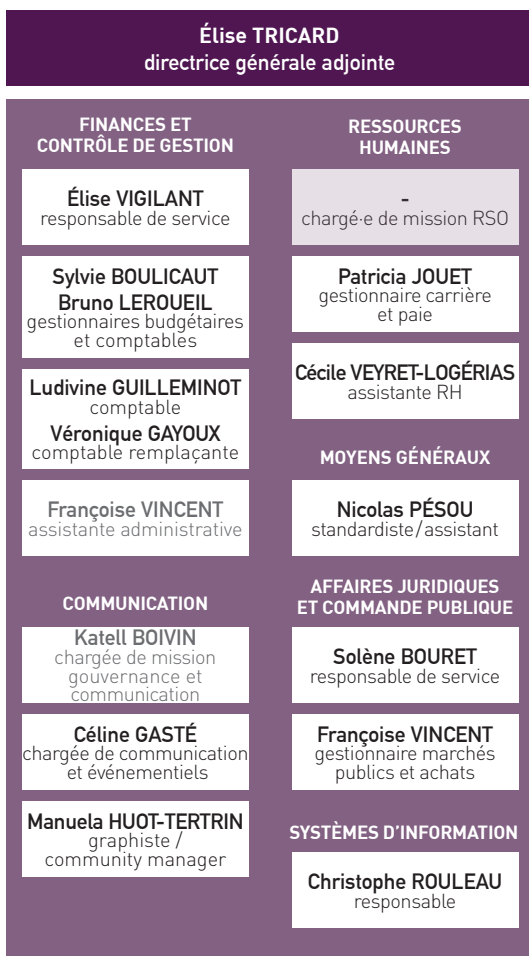 Élise TRICARD
directrice générale adjointe
FINANCES ET
CONTRÔLE DE GESTION
Élise VIGILANT
responsable de service
Sylvie BOULICAUT
Bruno LEROUEIL
gestionnaires budgétaires
et comptables
Ludivine GUILLEMINOT
comptable
Véronique GAYOUX
comptable remplaçante
Françoise VINCENT
assistante administrative
COMMUNICATION
Katell BOIVIN
chargée de mission
gouvernance et
communication
Céline GASTÉ
chargée de communication
et événementiels
Manuela HUOT-TERTRIN
graphiste /
community manager
RESSOURCES
HUMAINES
-
chargé·e de mission RSO
Patricia JOUET
gestionnaire carrière
et paie
Cécile VEYRET-LOGÉRIAS
assistante RH
MOYENS GÉNÉRAUX
Nicolas PÉSOU
standardiste/assistant
AFFAIRES JURIDIQUES
ET COMMANDE PUBLIQUE
Solène BOURET
responsable de service
Françoise VINCENT
gestionnaire marchés
publics et achats
SYSTÈMES D'INFORMATION
Christophe ROULEAU
responsable